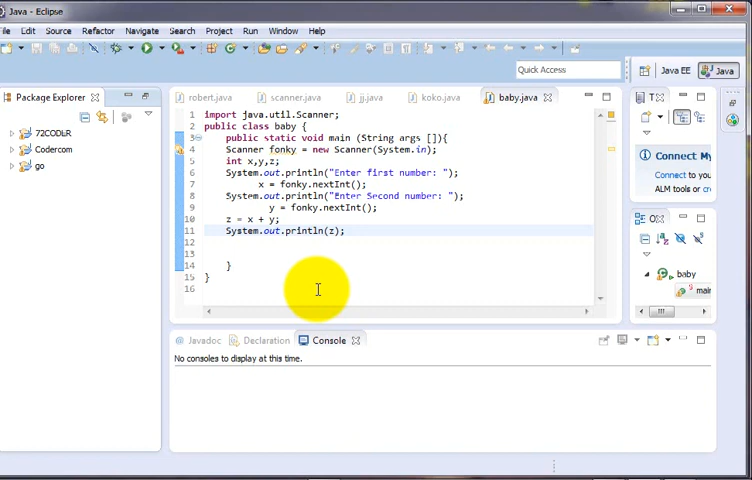 Java - Eclipse
File Edit Source Refactor Navigate Search Project Run Window Help
Quick Access
Java EE
Java
Package Explorer
72CODLR
Codercom
go
robert.java
scanner.java
jj.java
koko.java
baby.java
1 import java.util.Scanner;
2 public class baby {
3 public static void main (String args []){
4 Scanner fonky = new Scanner(System.in);
5 int x,y,z;
6 System.out.println("Enter first number: ");
7 x = fonky.nextInt();
8 System.out.println("Enter Second number: ");
9 y = fonky.nextInt();
10 z = x + y;
11 System.out.println(z);
12
13
14 }
15 }
16
T
Connect My
Connect to you
ALM tools or cre
O
baby
main
Javadoc
Declaration
Console
No consoles to display at this time.